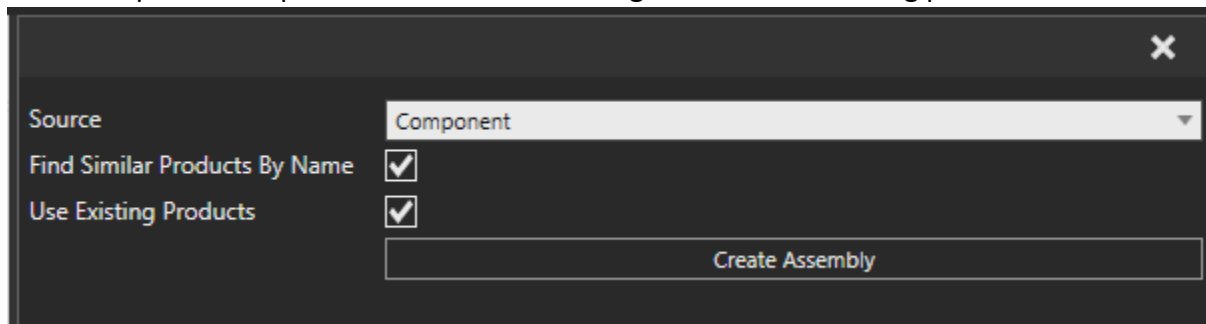 Source Component
Find Similar Products By Name
Use Existing Products
Create Assembly